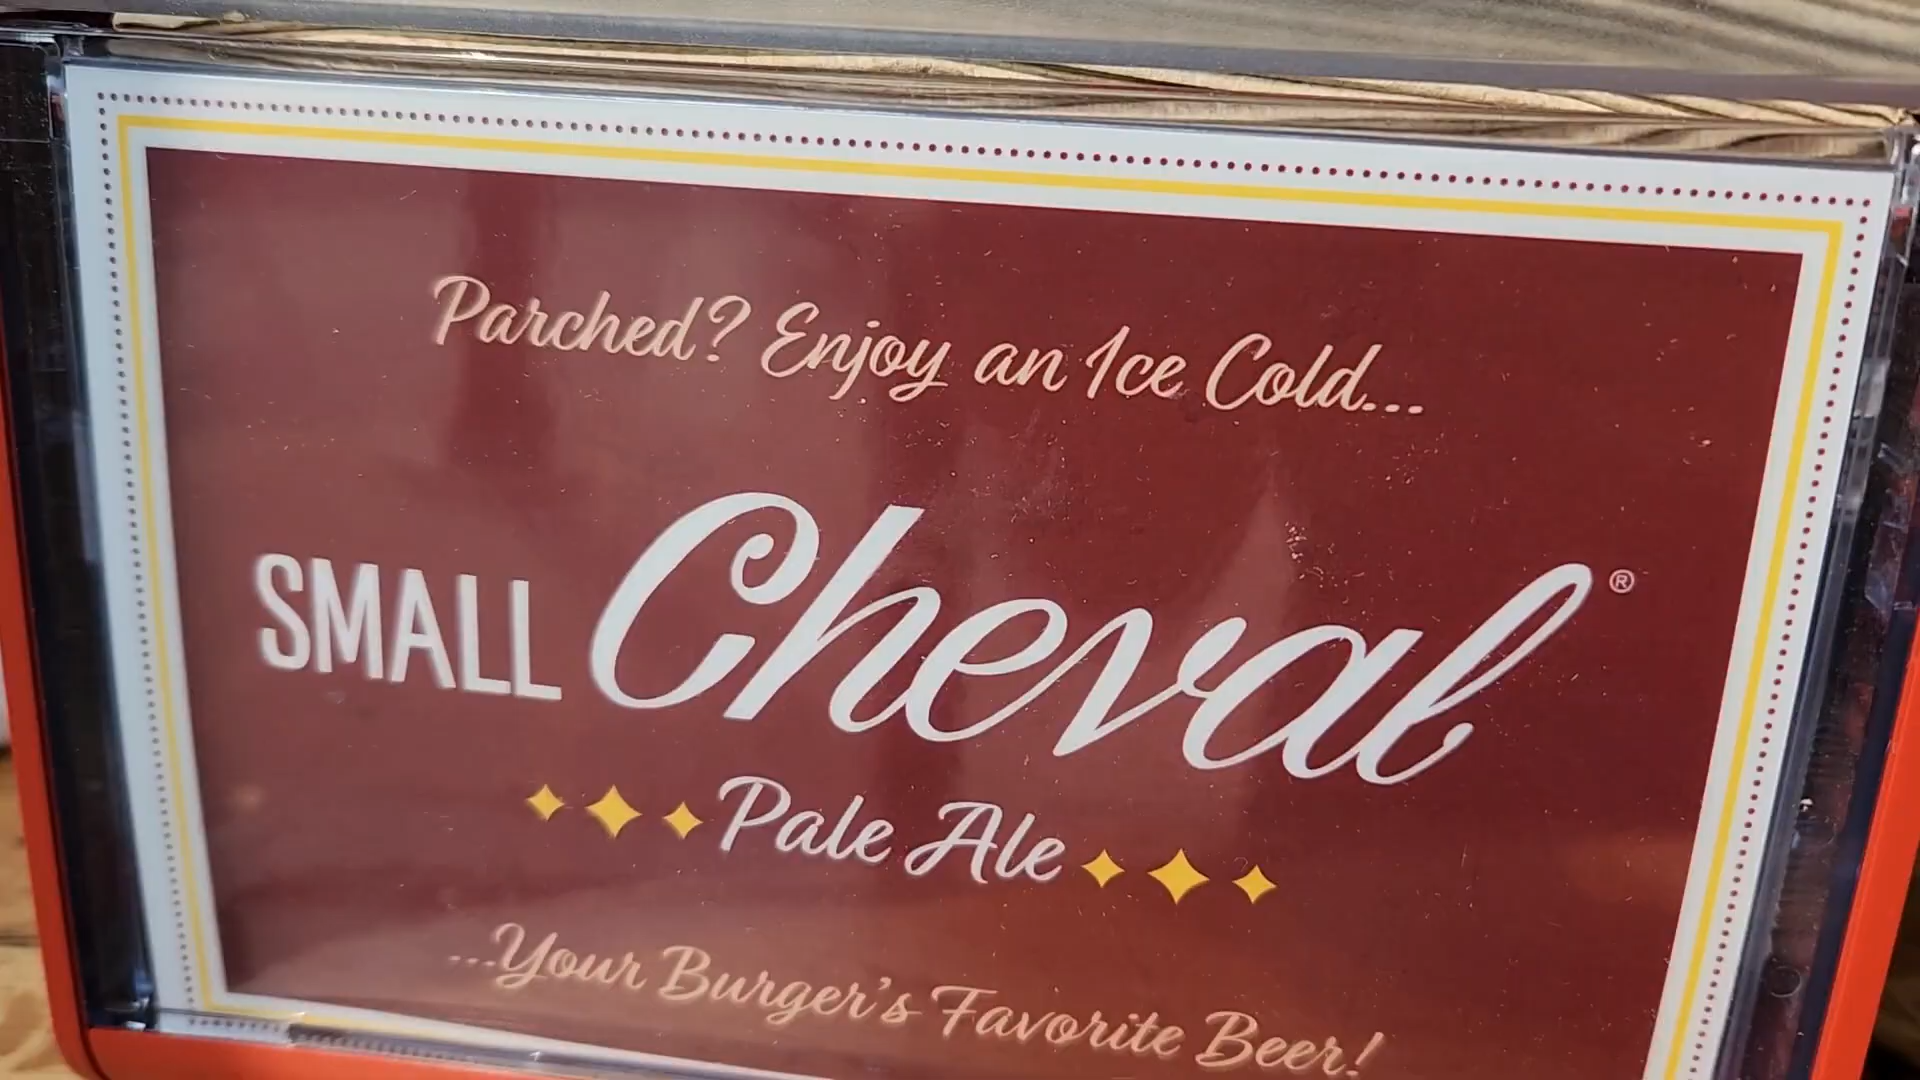 Parched? Enjoy an Ice Cold...
SMALL Cheval®
Pale Ale
...Your Burger's Favorite Beer!